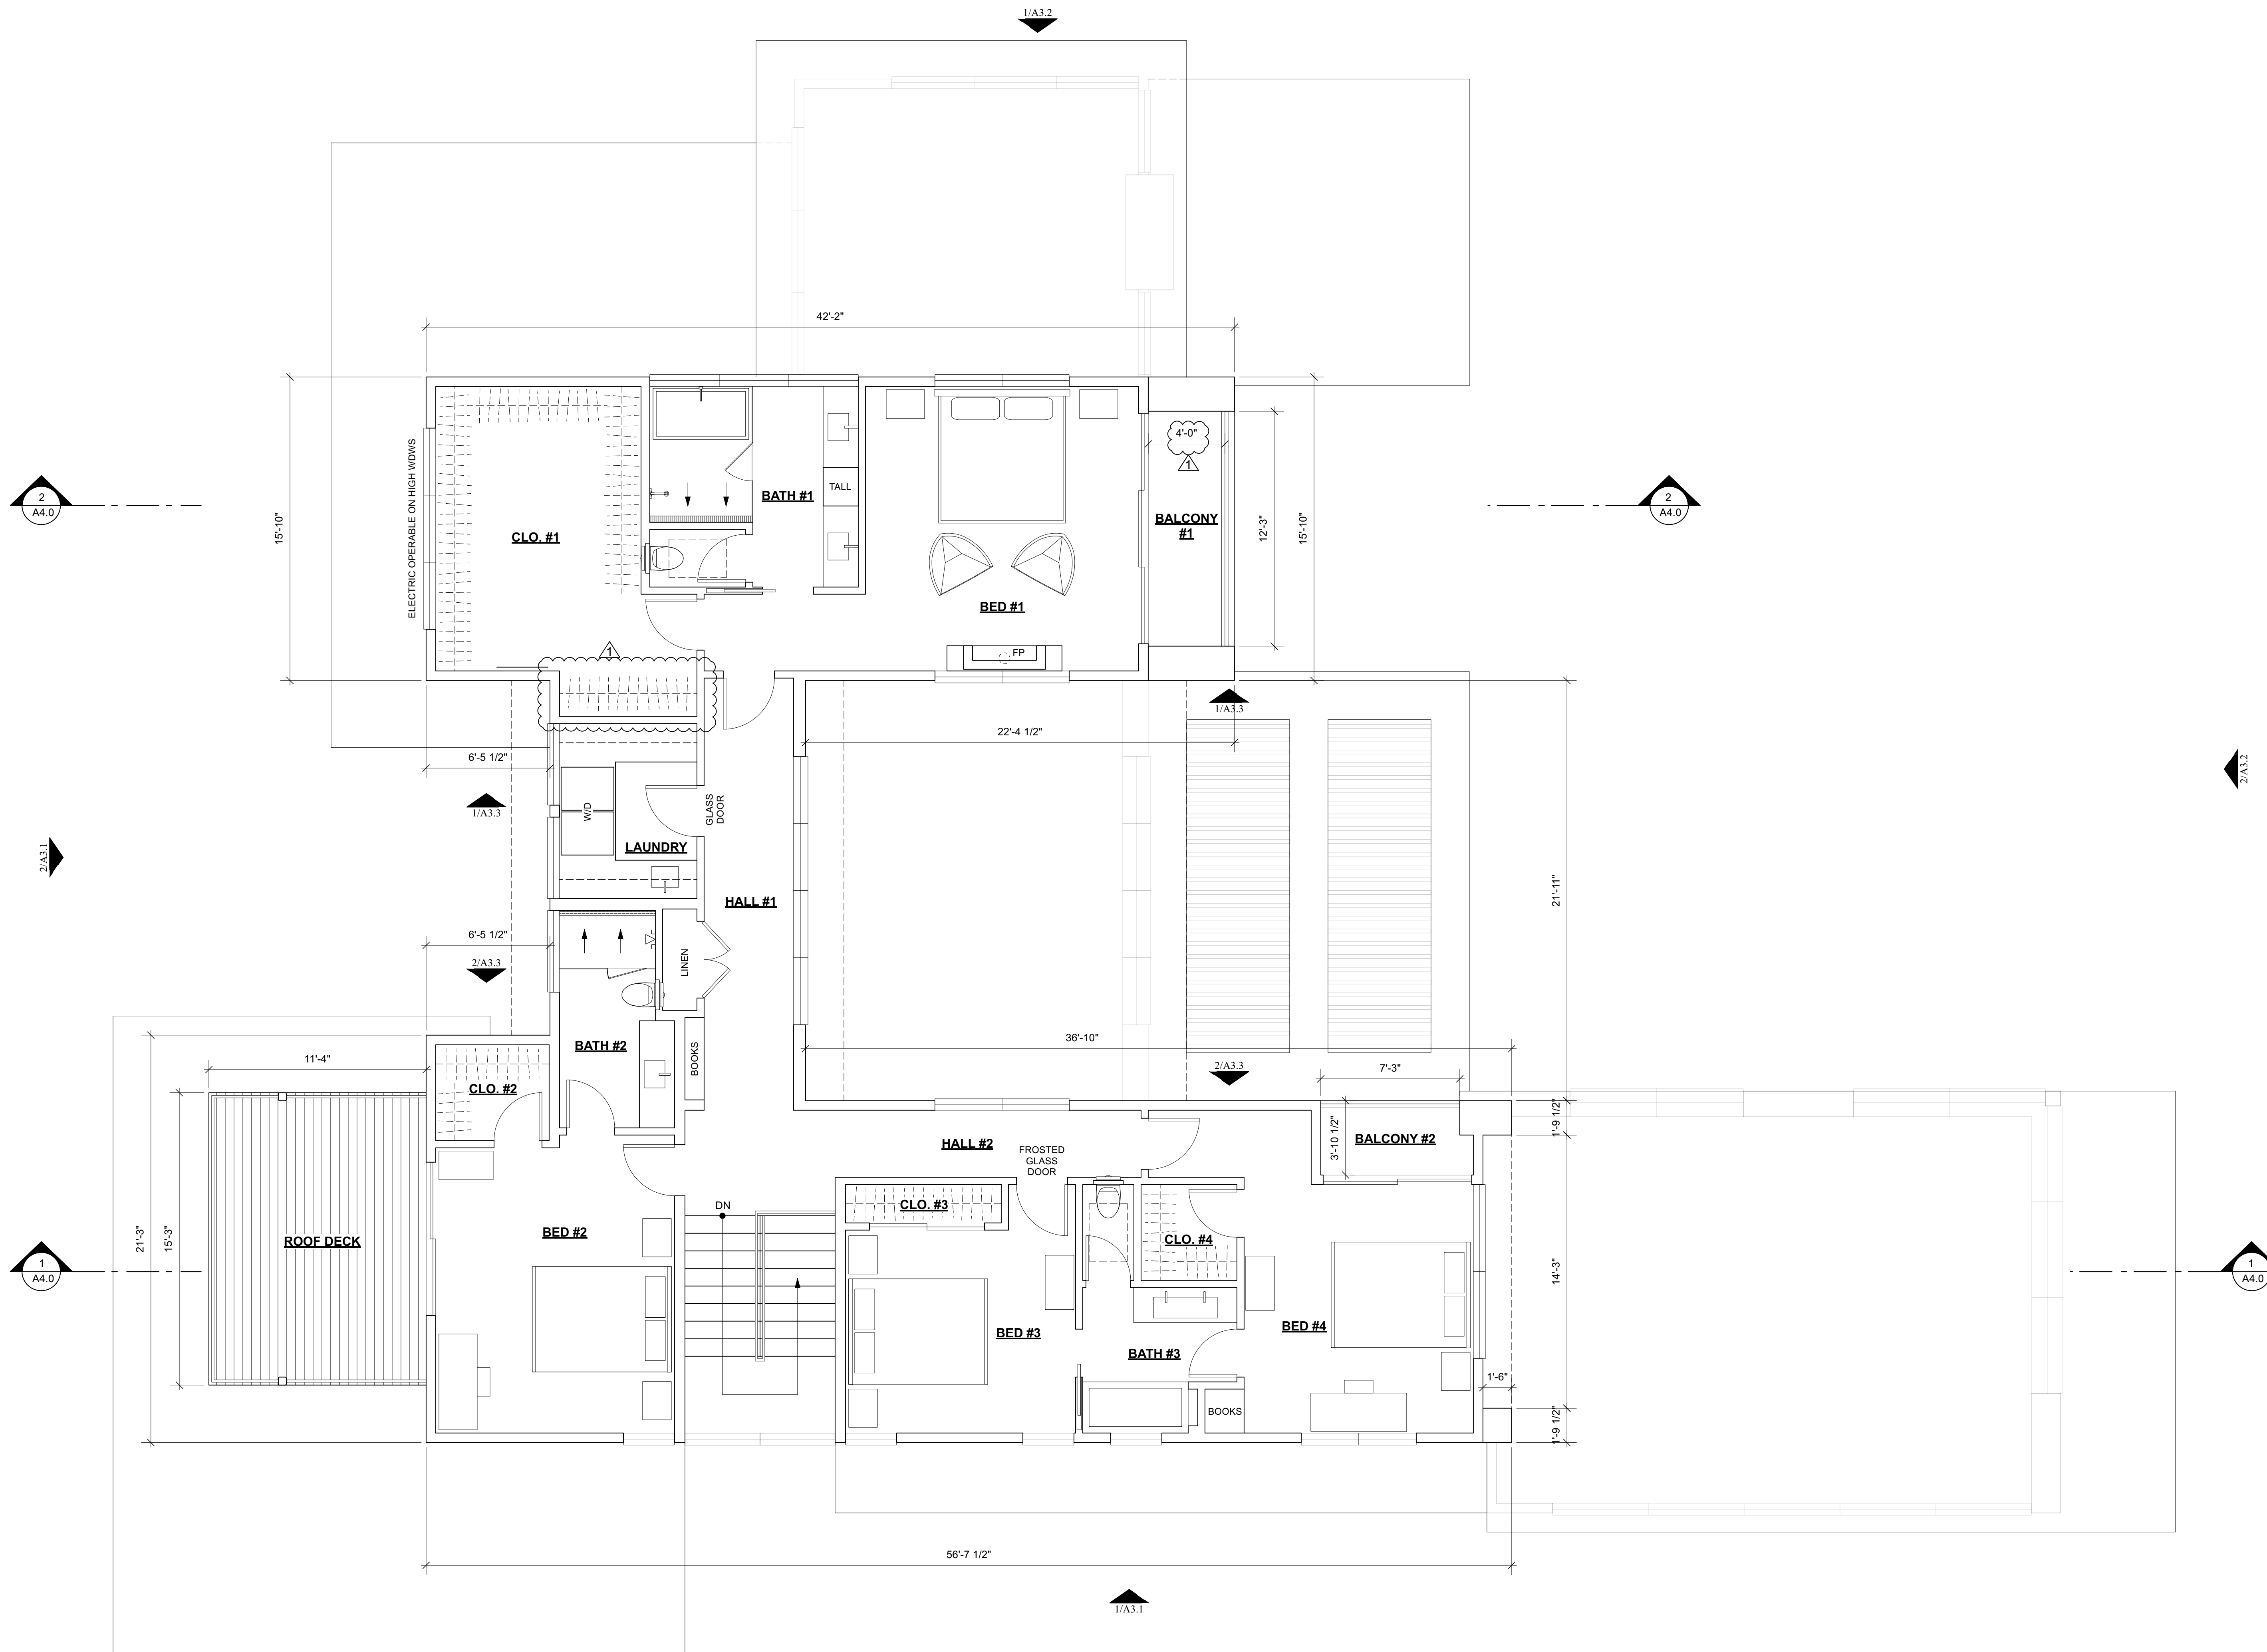 1/A3.2
42'-2"
15'-10"
ELECTRIC OPERABLE ON HIGH WDWS
CLO. #1
BATH #1
TALL
BED #1
FP
4'-0"
1
BALCONY
#1
12'-3"
15'-10"
2
A4.0
2
A4.0
1
1/A3.3
22'-4 1/2"
6'-5 1/2"
1/A3.3
W/D
GLASS
DOOR
LAUNDRY
2/A3.1
2/A3.2
HALL #1
21'-11"
6'-5 1/2"
2/A3.3
LINEN
BATH #2
BOOKS
36'-10"
2/A3.3
7'-3"
11'-4"
CLO. #2
HALL #2
FROSTED
GLASS
DOOR
3'-10 1/2"
BALCONY #2
1'-9 1/2"
21'-3"
15'-3"
ROOF DECK
BED #2
DN
CLO. #3
CLO. #4
1
A4.0
1
A4.0
14'-3"
BED #3
BATH #3
BED #4
1'-6"
BOOKS
1'-9 1/2"
56'-7 1/2"
1/A3.1